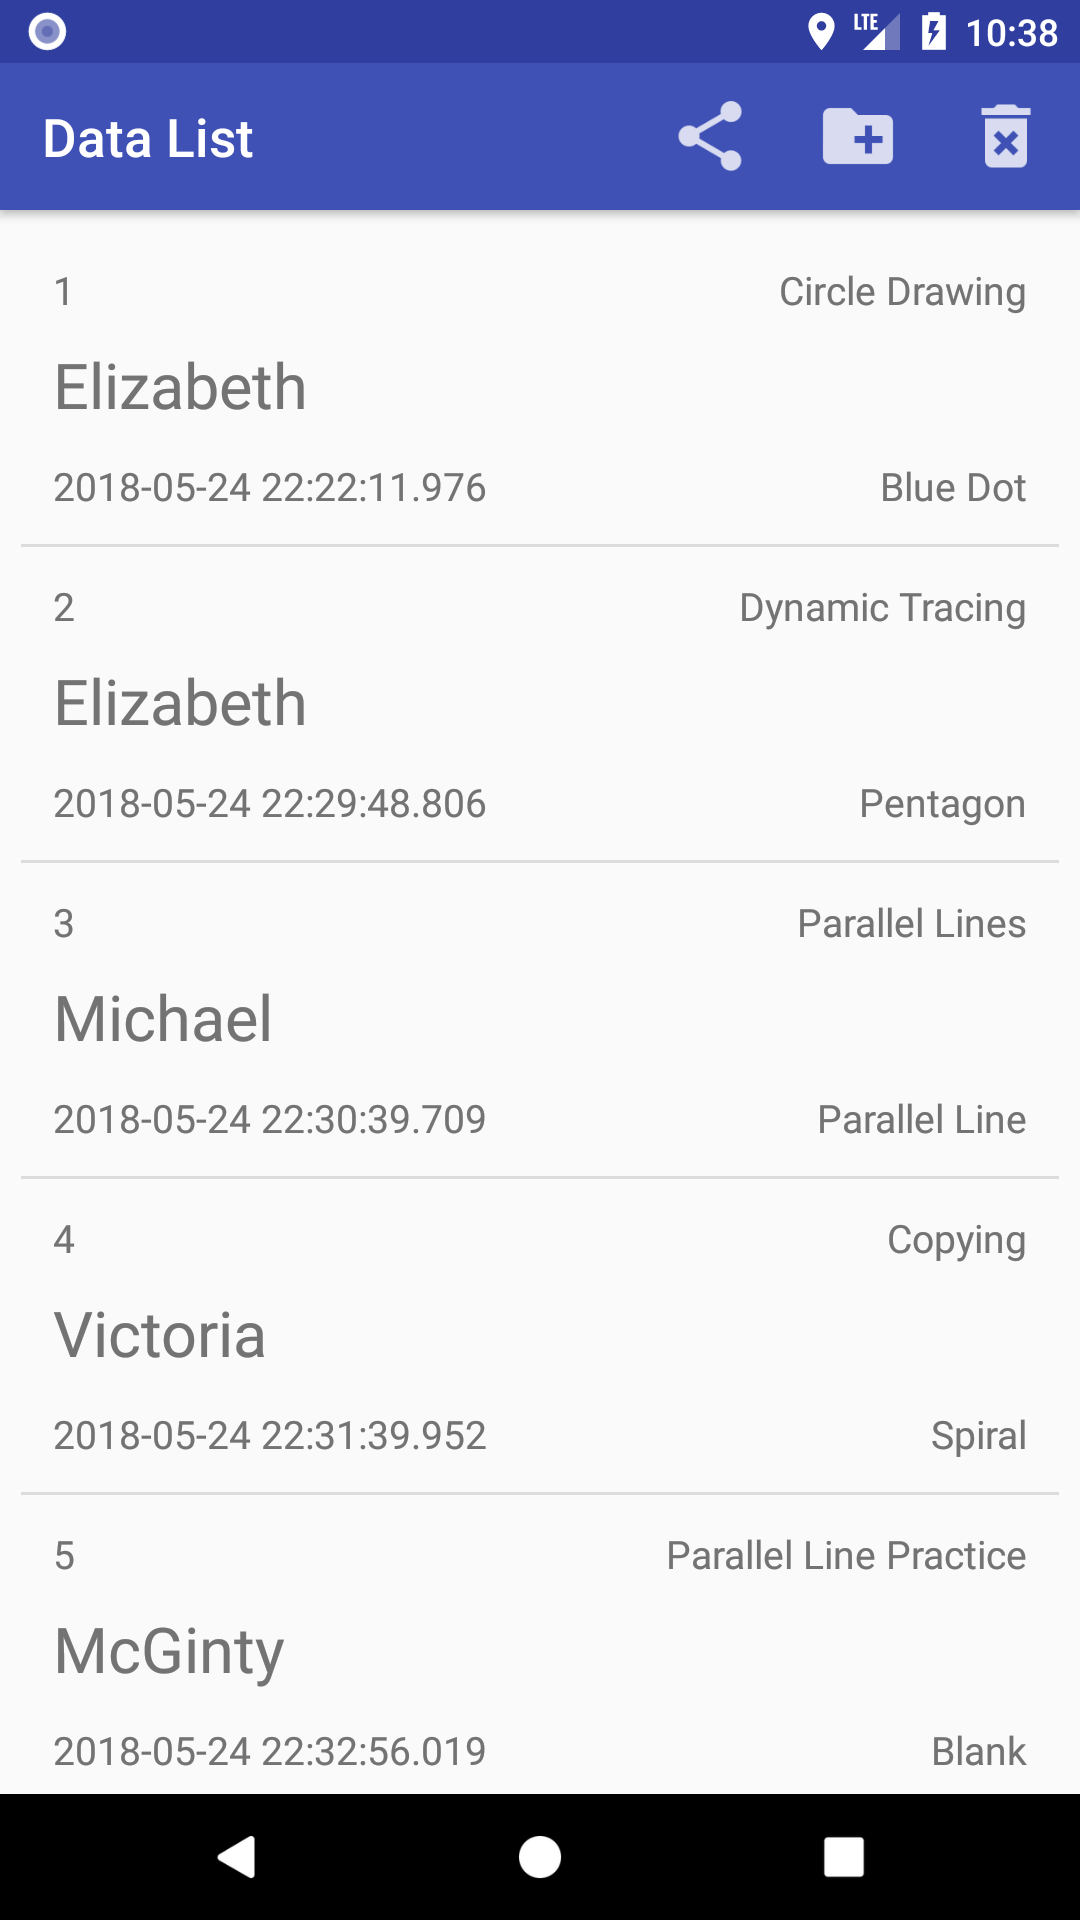 LTE 10:38
Data List
1 Circle Drawing
Elizabeth
2018-05-24 22:22:11.976 Blue Dot
2 Dynamic Tracing
Elizabeth
2018-05-24 22:29:48.806 Pentagon
3 Parallel Lines
Michael
2018-05-24 22:30:39.709 Parallel Line
4 Copying
Victoria
2018-05-24 22:31:39.952 Spiral
5 Parallel Line Practice
McGinty
2018-05-24 22:32:56.019 Blank